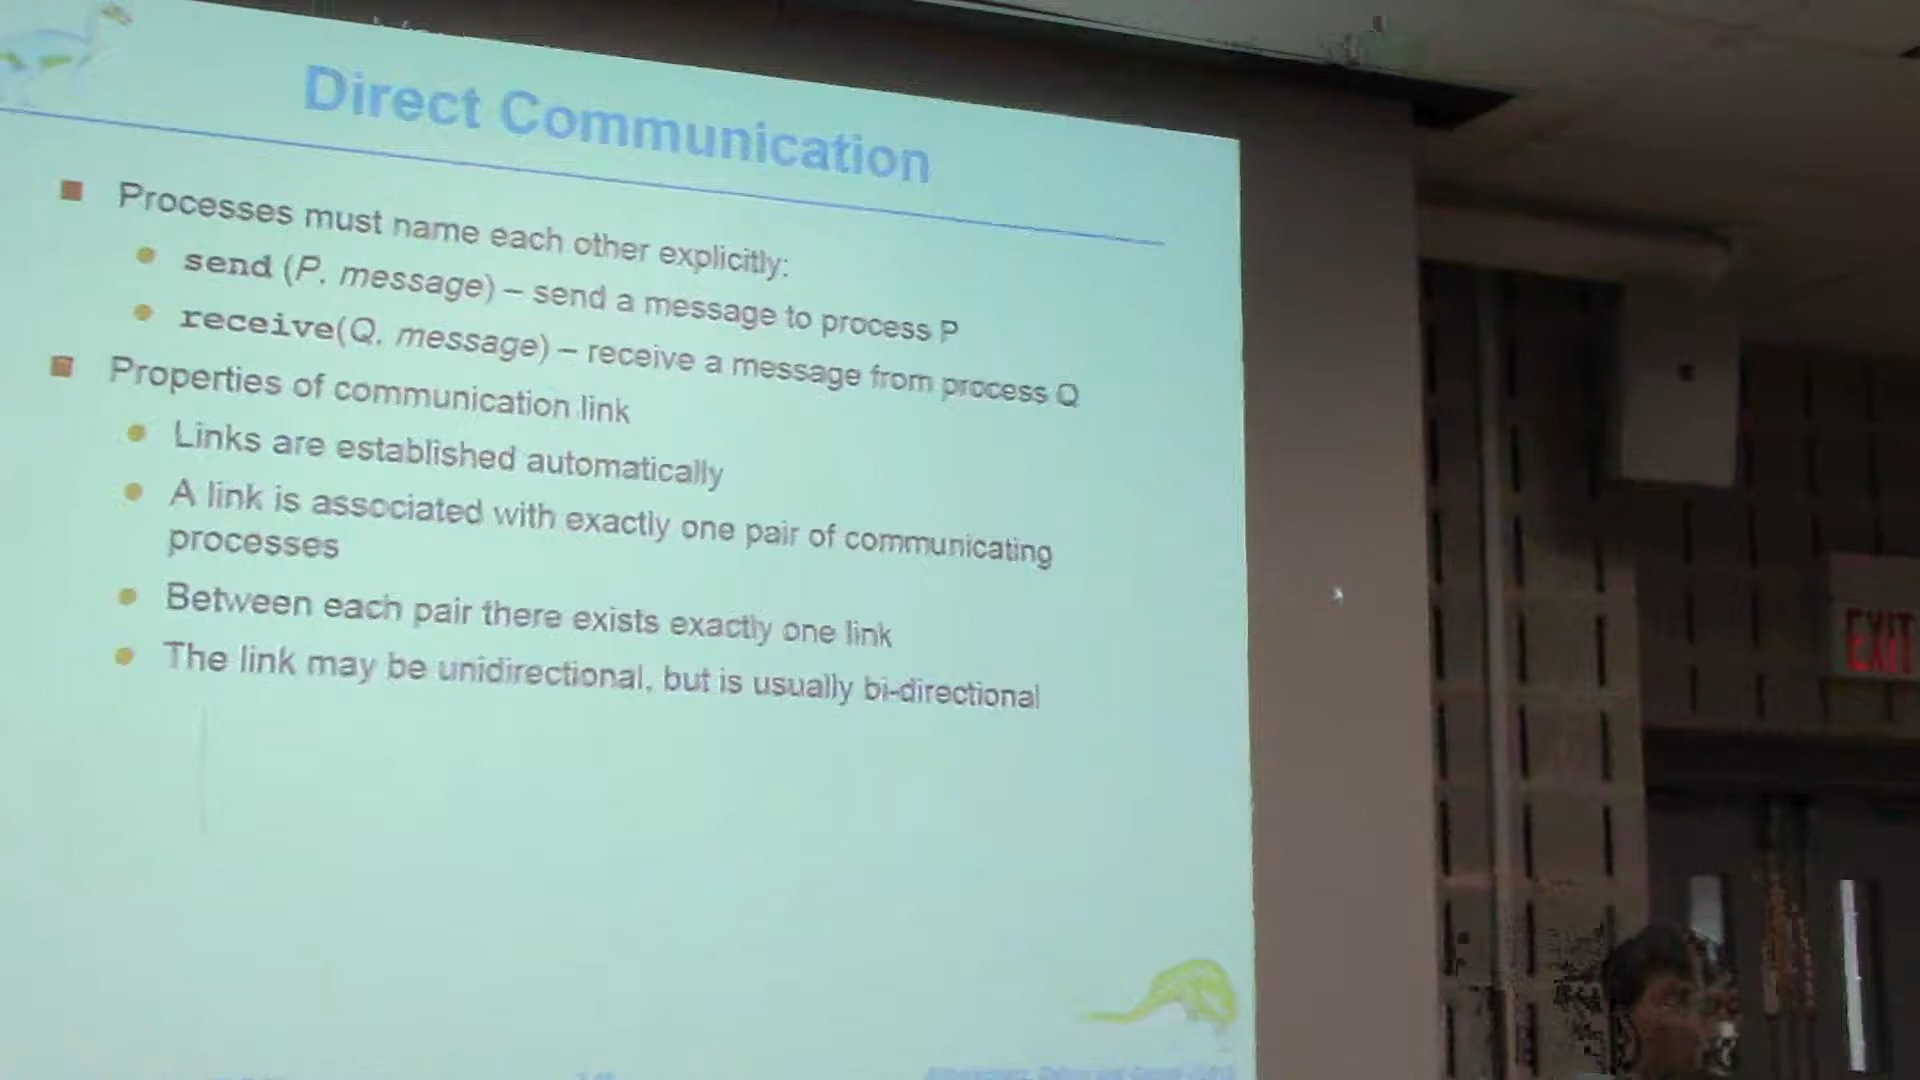 Direct Communication
Processes must name each other explicitly:
send (P, message) – send a message to process P
receive(Q, message) – receive a message from process Q
Properties of communication link
Links are established automatically
A link is associated with exactly one pair of communicating
processes
Between each pair there exists exactly one link
The link may be unidirectional, but is usually bi-directional
EXIT